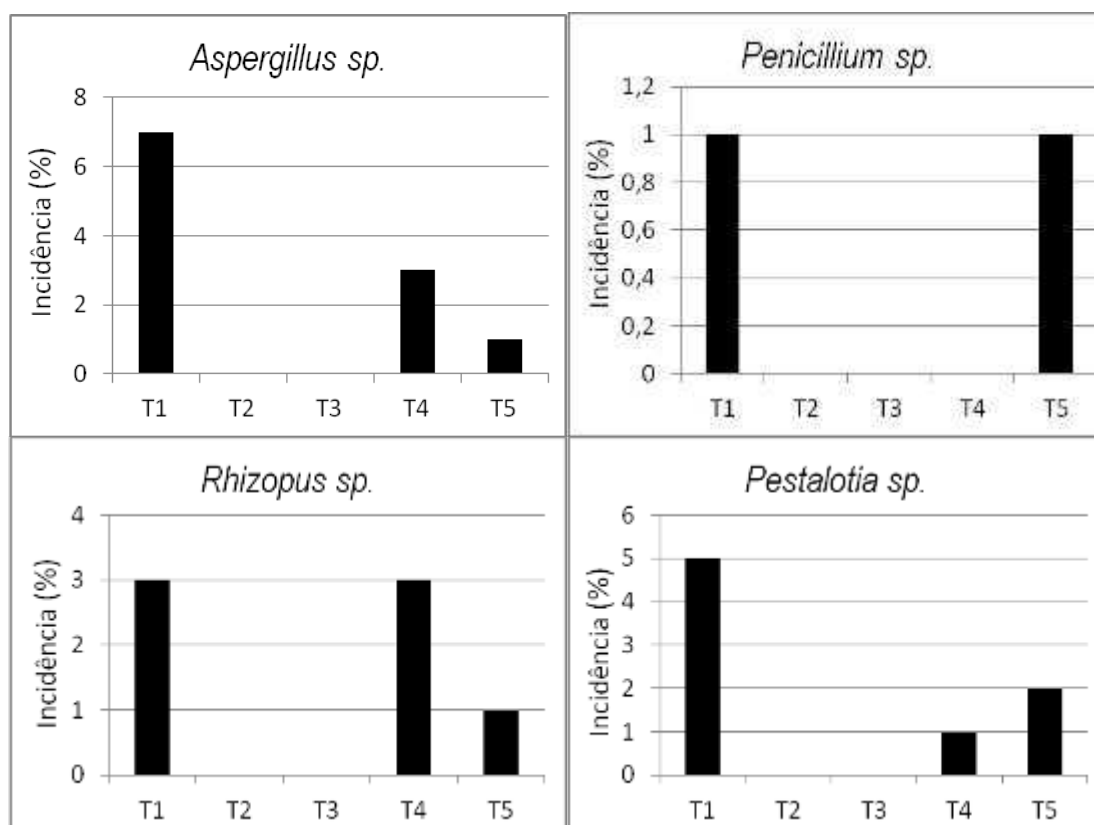 Aspergillus sp.
Incidência (%)
8
6
4
2
0
T1 T2 T3 T4 T5
Penicillium sp.
Incidência (%)
1,2
1
0,8
0,6
0,4
0,2
0
T1 T2 T3 T4 T5
Rhizopus sp.
Incidência (%)
4
3
2
1
0
T1 T2 T3 T4 T5
Pestalotia sp.
Incidência (%)
6
5
4
3
2
1
0
T1 T2 T3 T4 T5